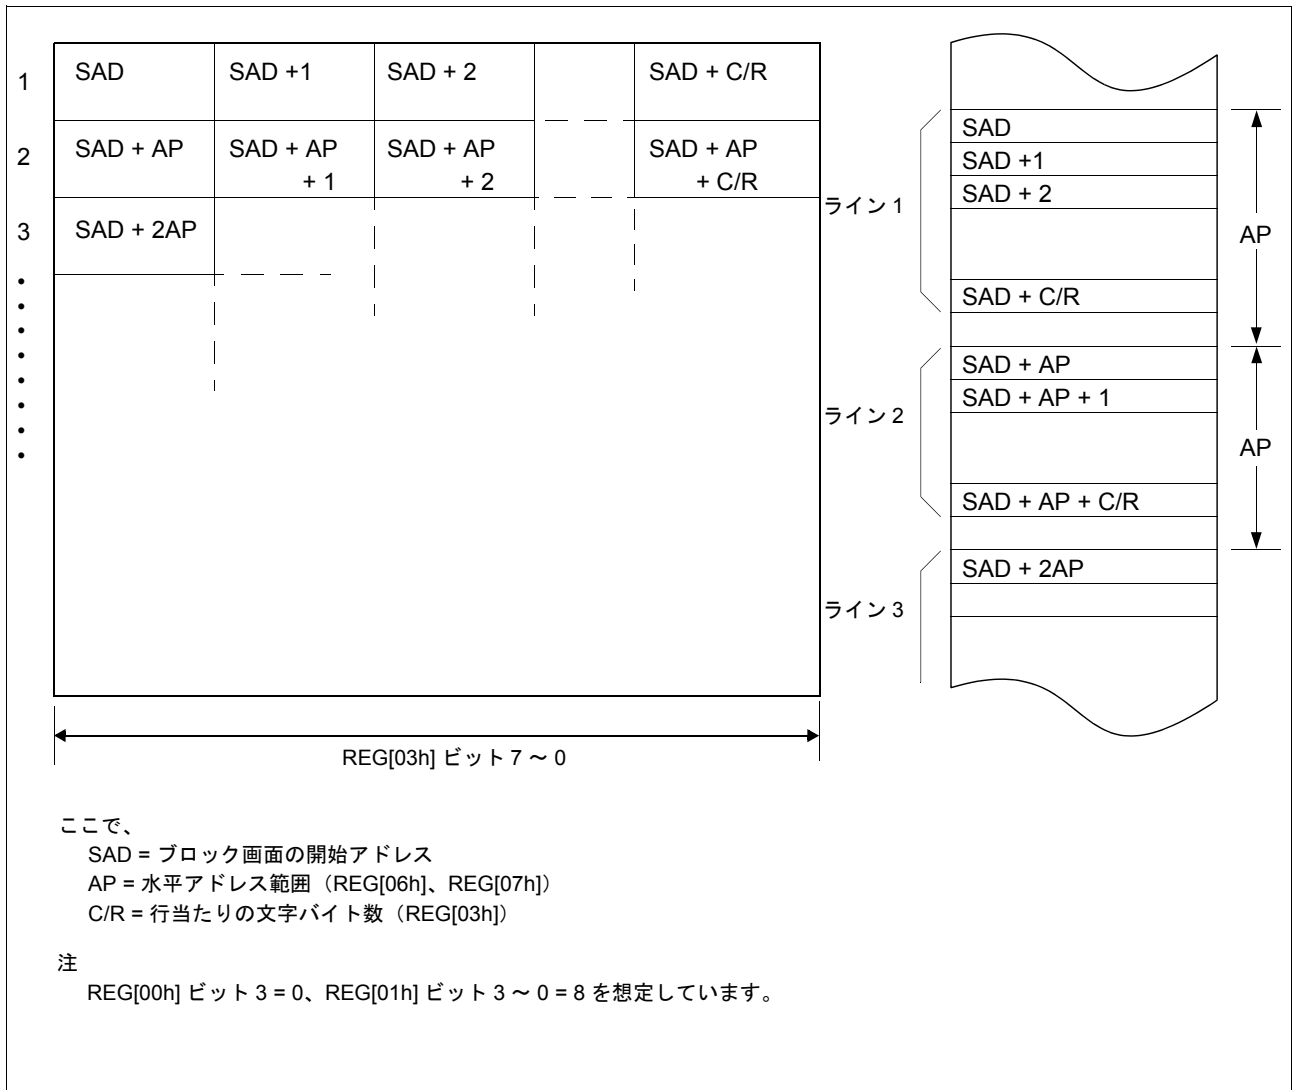 1
SAD
SAD +1
SAD + 2
SAD + C/R
2
SAD + AP
SAD + AP
+ 1
SAD + AP
+ 2
SAD + AP
+ C/R
3
SAD + 2AP
ライン 1
SAD
SAD +1
SAD + 2
SAD + C/R
AP
ライン 2
SAD + AP
SAD + AP + 1
SAD + AP + C/R
AP
ライン 3
SAD + 2AP
REG[03h] ビット 7 ～ 0
ここで、
SAD = ブロック画面の開始アドレス
AP = 水平アドレス範囲（REG[06h]、REG[07h]）
C/R = 行当たりの文字バイト数（REG[03h]）
注
REG[00h] ビット 3 = 0、REG[01h] ビット 3 ～ 0 = 8 を想定しています。